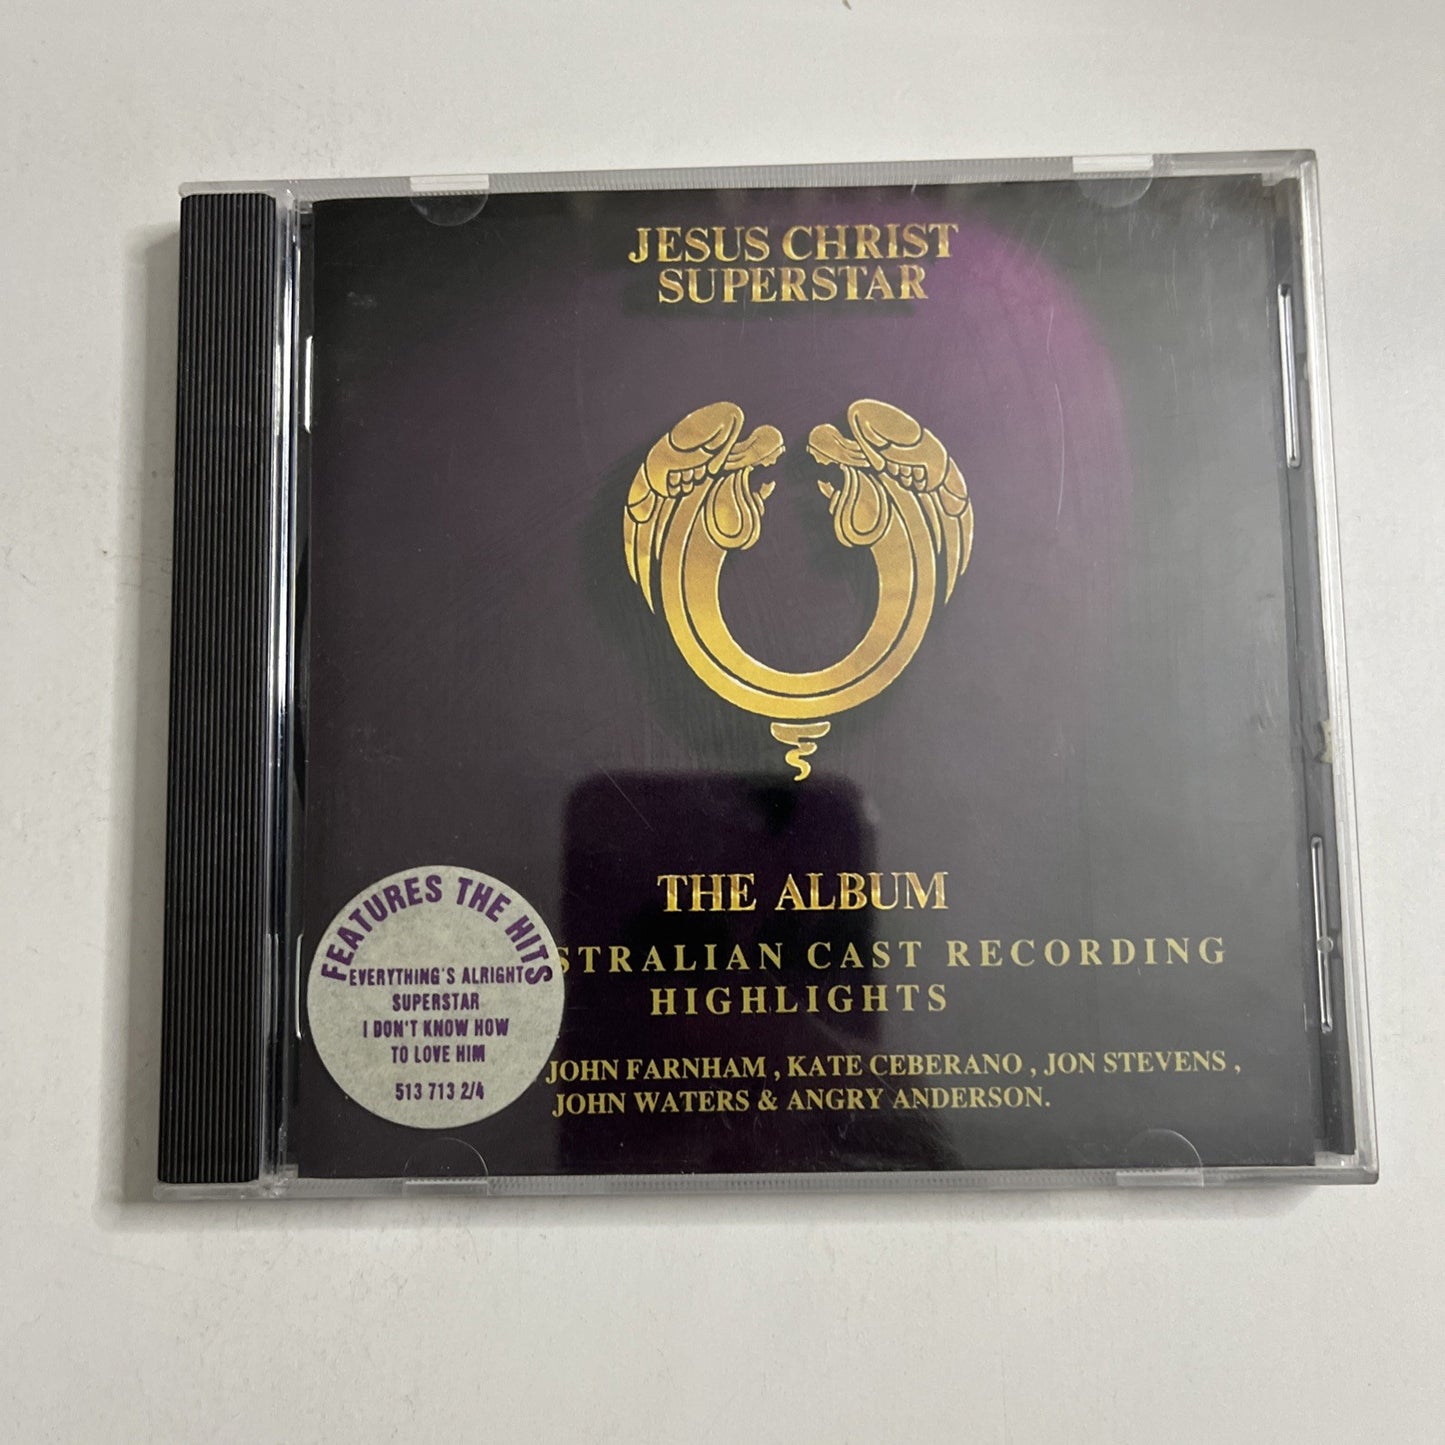 JESUS CHRIST
SUPERSTAR
THE ALBUM
STRALIAN CAST RECORDING
HIGHLIGHTS
JOHN FARNHAM , KATE CEBERANO , JON STEVENS ,
JOHN WATERS & ANGRY ANDERSON.
FEATURES THE HITS
EVERYTHING'S ALRIGHT
SUPERSTAR
I DON'T KNOW HOW
TO LOVE HIM
513 713 2/4